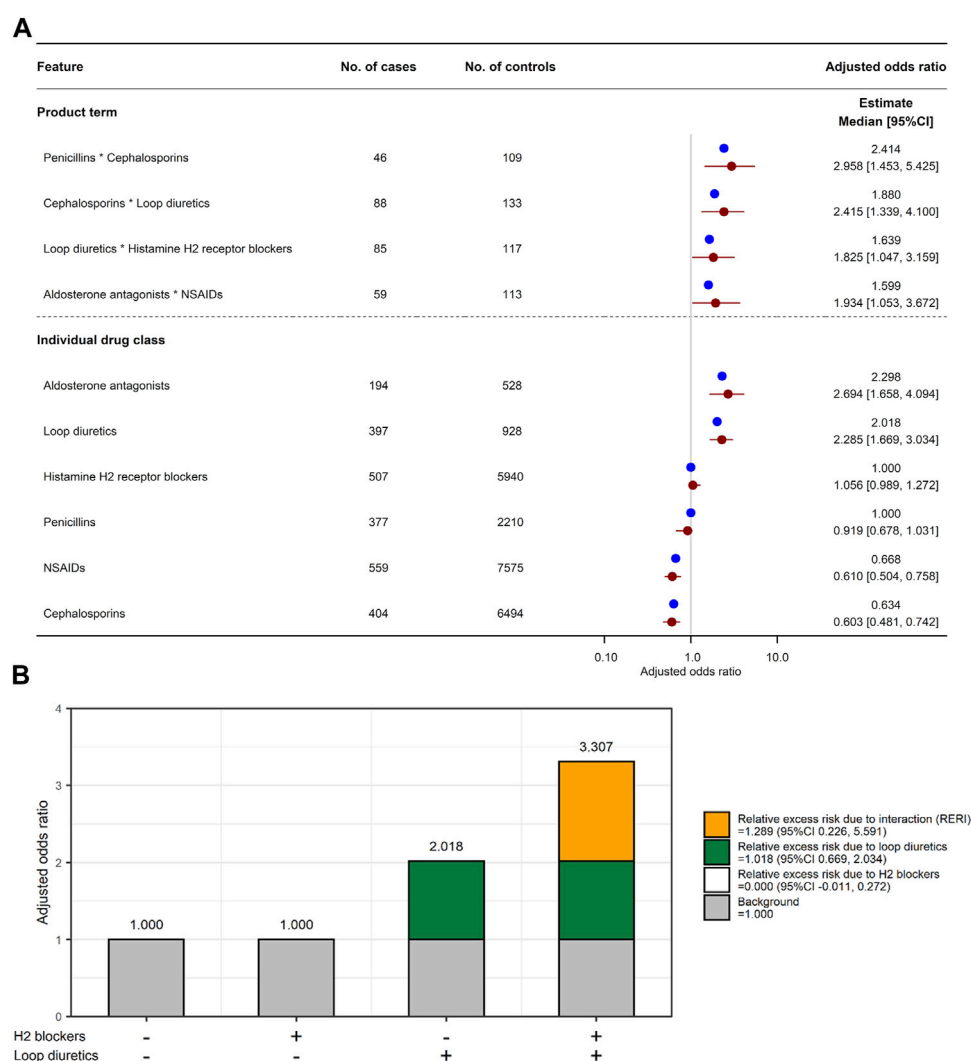 A
Feature No. of cases No. of controls Adjusted odds ratio
Product term Estimate
Median [95%CI]
Penicillins * Cephalosporins 46 109 2.414
2.958 [1.453, 5.425]
Cephalosporins * Loop diuretics 88 133 1.880
2.415 [1.339, 4.100]
Loop diuretics * Histamine H2 receptor blockers 85 117 1.639
1.825 [1.047, 3.159]
Aldosterone antagonists * NSAIDs 59 113 1.599
1.934 [1.053, 3.672]
Individual drug class
Aldosterone antagonists 194 528 2.298
2.694 [1.658, 4.094]
Loop diuretics 397 928 2.018
2.285 [1.669, 3.034]
Histamine H2 receptor blockers 507 5940 1.000
1.056 [0.989, 1.272]
Penicillins 377 2210 1.000
0.919 [0.678, 1.031]
NSAIDs 559 7575 0.668
0.610 [0.504, 0.758]
Cephalosporins 404 6494 0.634
0.603 [0.481, 0.742]
0.10 1.0 10.0
Adjusted odds ratio
B
Adjusted odds ratio
4
3
2
1
0
1.000
1.000
2.018
3.307
Relative excess risk due to interaction (RERI)
=1.289 (95%CI 0.226, 5.591)
Relative excess risk due to loop diuretics
=1.018 (95%CI 0.669, 2.034)
Relative excess risk due to H2 blockers
=0.000 (95%CI -0.011, 0.272)
Background
=1.000
H2 blockers - + - +
Loop diuretics - - + +